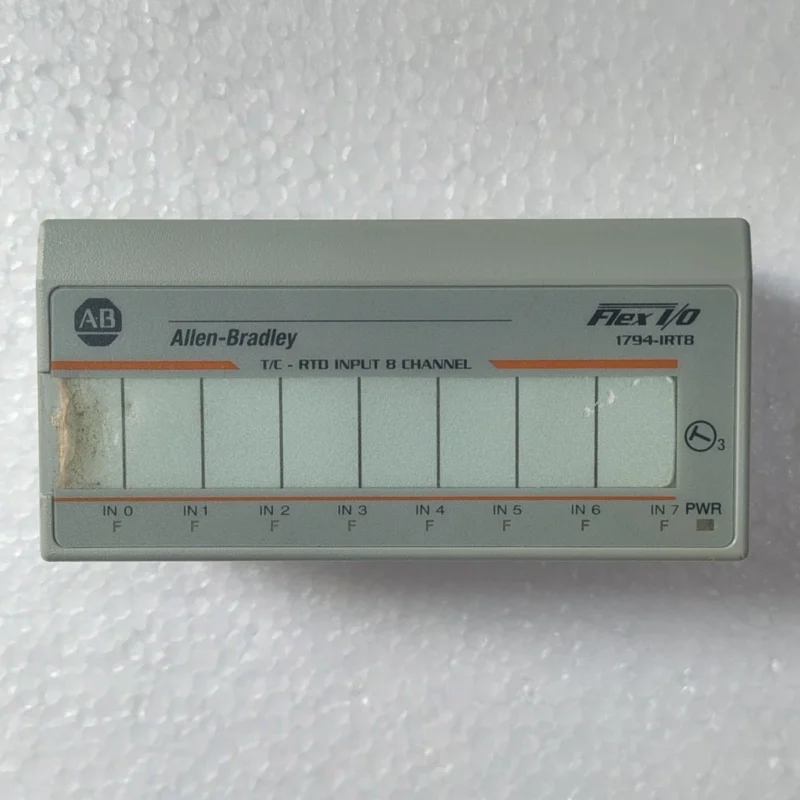 AB
Allen-Bradley
Flex I/O
1794-IRT8
T/C - RTD INPUT 8 CHANNEL
3
IN 0 IN 1 IN 2 IN 3 IN 4 IN 5 IN 6 IN 7 PWR
F F F F F F F F